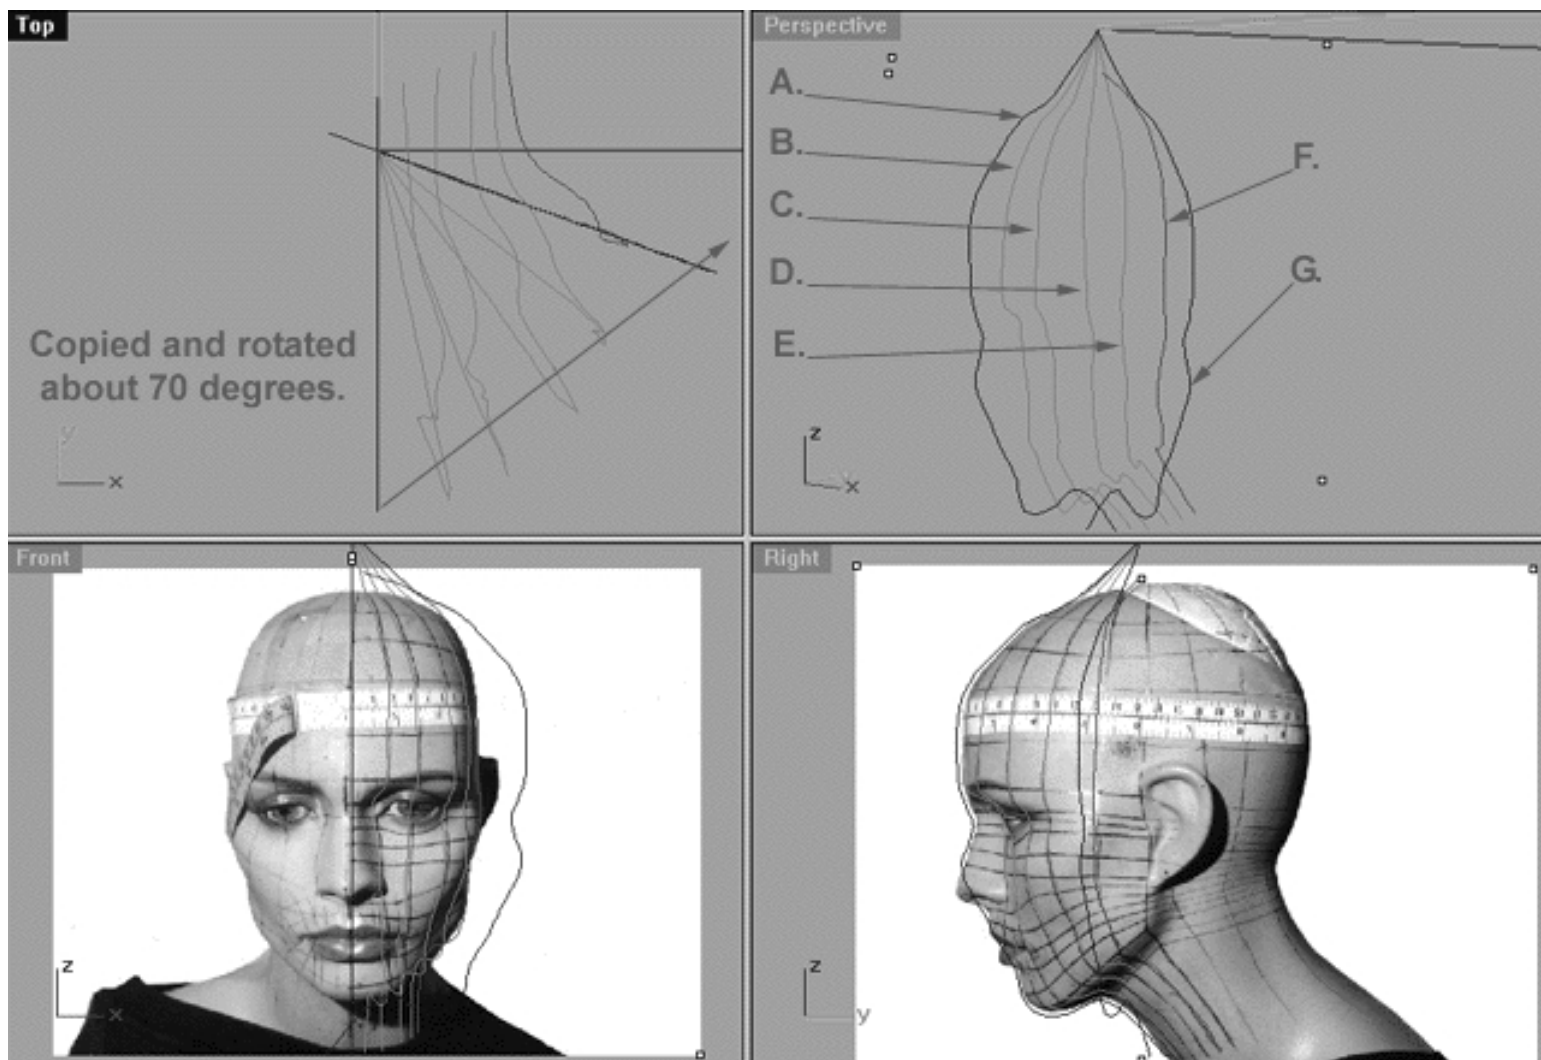 Top
Copied and rotated
about 70 degrees.
y
x
Perspective
A.
B.
C.
D.
E.
F.
G.
z
x
Front
z
x
Right
z
y